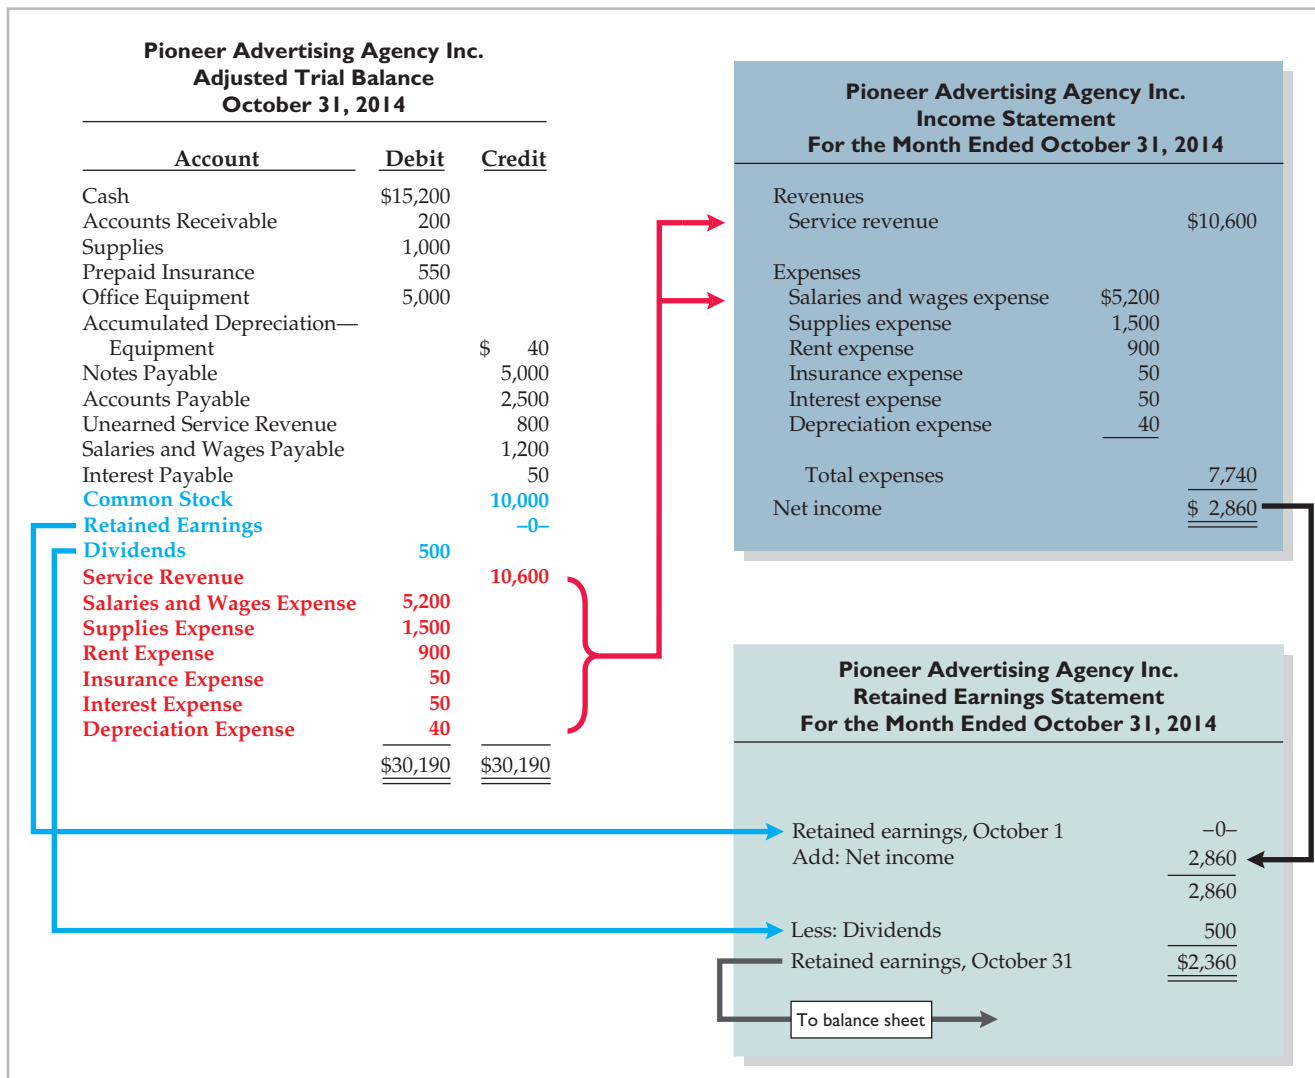 Pioneer Advertising Agency Inc.
Adjusted Trial Balance
October 31, 2014
Account Debit Credit
Cash $15,200
Accounts Receivable 200
Supplies 1,000
Prepaid Insurance 550
Office Equipment 5,000
Accumulated Depreciation—
Equipment $ 40
Notes Payable 5,000
Accounts Payable 2,500
Unearned Service Revenue 800
Salaries and Wages Payable 1,200
Interest Payable 50
Common Stock 10,000
Retained Earnings –0–
Dividends 500
Service Revenue 10,600
Salaries and Wages Expense 5,200
Supplies Expense 1,500
Rent Expense 900
Insurance Expense 50
Interest Expense 50
Depreciation Expense 40
$30,190 $30,190
Pioneer Advertising Agency Inc.
Income Statement
For the Month Ended October 31, 2014
Revenues
Service revenue $10,600
Expenses
Salaries and wages expense $5,200
Supplies expense 1,500
Rent expense 900
Insurance expense 50
Interest expense 50
Depreciation expense 40
Total expenses 7,740
Net income $ 2,860
Pioneer Advertising Agency Inc.
Retained Earnings Statement
For the Month Ended October 31, 2014
Retained earnings, October 1 –0–
Add: Net income 2,860
2,860
Less: Dividends 500
Retained earnings, October 31 $2,360
To balance sheet